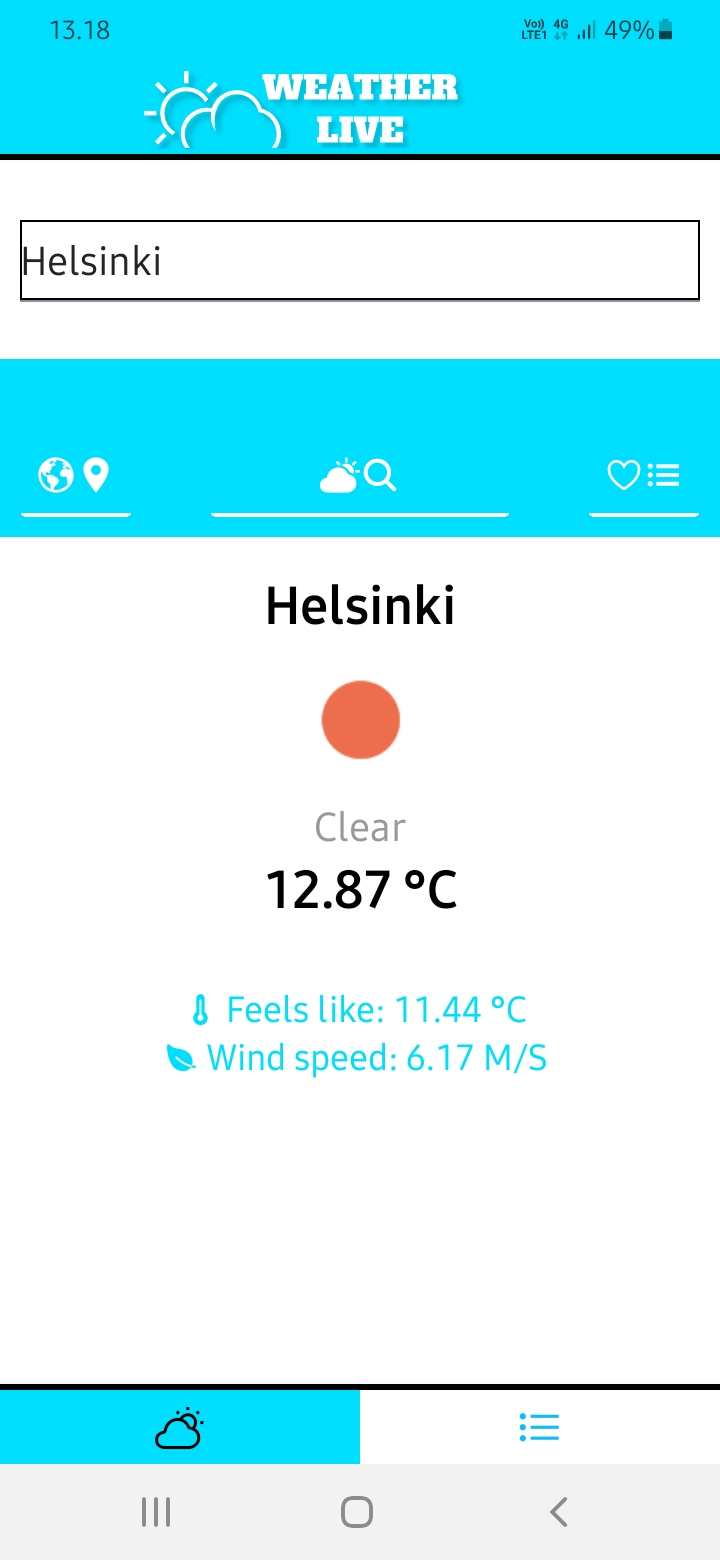 13.18
Vo)) 4G
LTE1
49%
WEATHER
LIVE
Helsinki
Helsinki
Clear
12.87 °C
Feels like: 11.44 °C
Wind speed: 6.17 M/S